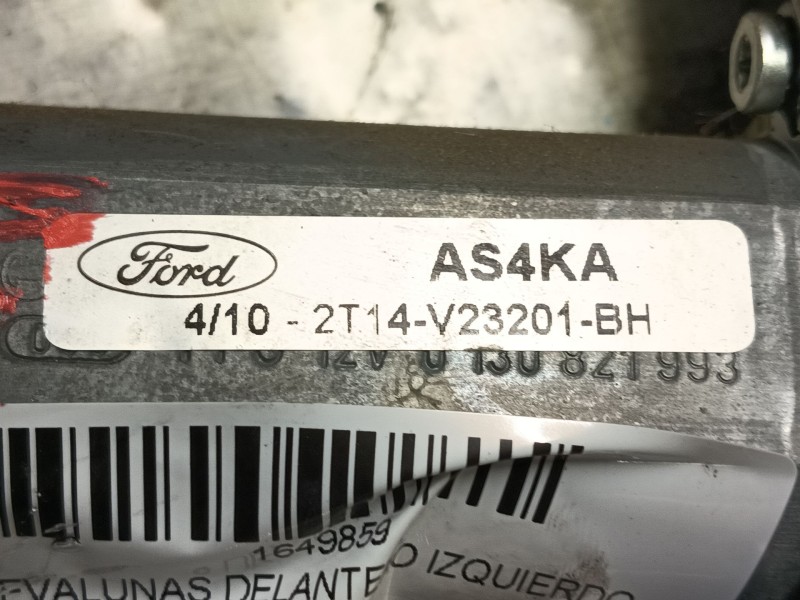 Ford AS4KA
4/10 - 2T14-V23201-BH
12V 0 130 821 993
1649859
EVALUNAS DELANTE O IZQUIERDO